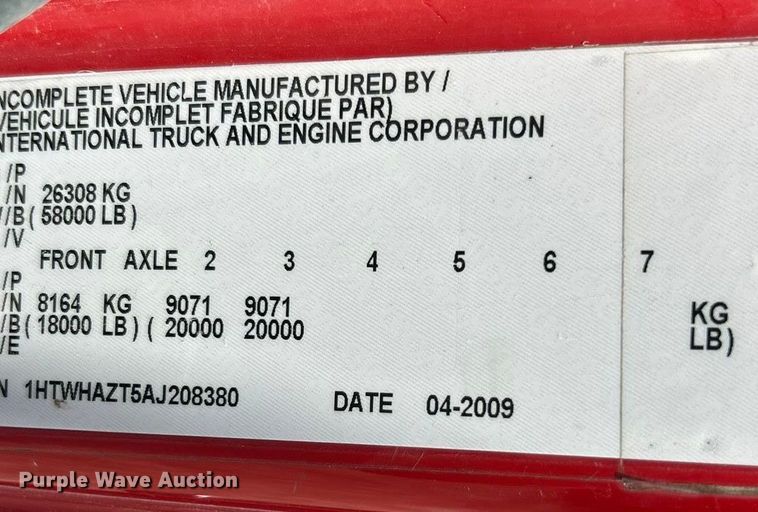 NCOMPLETE VEHICLE MANUFACTURED BY /
VEHICULE INCOMPLET FABRIQUE PAR)
NTERNATIONAL TRUCK AND ENGINE CORPORATION
/P
/N 26308 KG
/B ( 58000 LB)
/V
FRONT AXLE 2 3 4 5 6 7
/P
/N 8164 KG 9071 9071 KG
/B ( 18000 LB) ( 20000 20000 LB)
/E
N 1HTWHAZT5AJ208380 DATE 04-2009
Purple Wave Auction